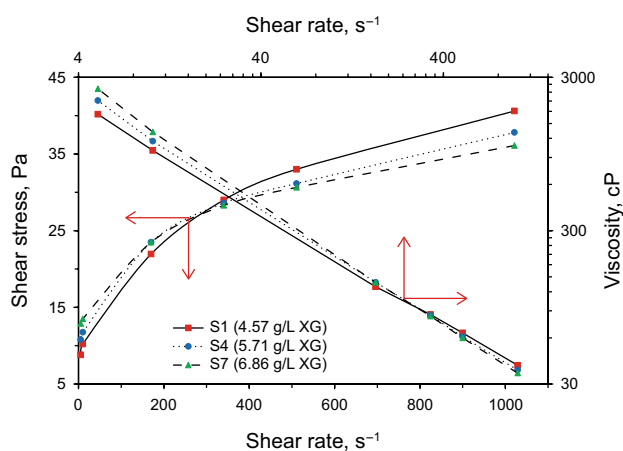 Shear rate, s⁻¹
4 40 400
45 3000
35
25 300
15
5 30
Shear stress, Pa
Viscosity, cP
S1 (4.57 g/L XG)
S4 (5.71 g/L XG)
S7 (6.86 g/L XG)
0 200 400 600 800 1000
Shear rate, s⁻¹